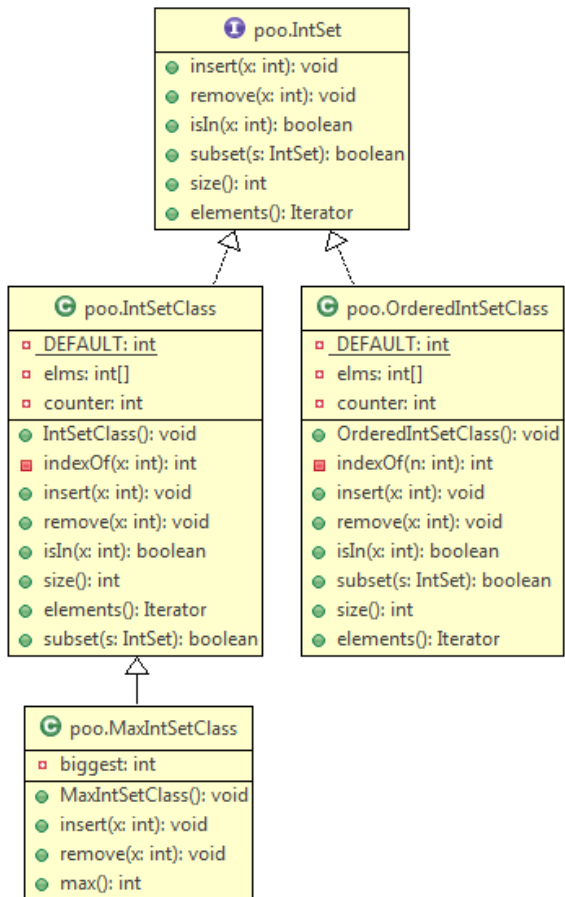 I poo.IntSet
insert(x: int): void
remove(x: int): void
isIn(x: int): boolean
subset(s: IntSet): boolean
size(): int
elements(): Iterator
C poo.IntSetClass
DEFAULT: int
elms: int[]
counter: int
IntSetClass(): void
indexOf(x: int): int
insert(x: int): void
remove(x: int): void
isIn(x: int): boolean
size(): int
elements(): Iterator
subset(s: IntSet): boolean
C poo.OrderedIntSetClass
DEFAULT: int
elms: int[]
counter: int
OrderedIntSetClass(): void
indexOf(n: int): int
insert(x: int): void
remove(x: int): void
isIn(x: int): boolean
subset(s: IntSet): boolean
size(): int
elements(): Iterator
C poo.MaxIntSetClass
biggest: int
MaxIntSetClass(): void
insert(x: int): void
remove(x: int): void
max(): int